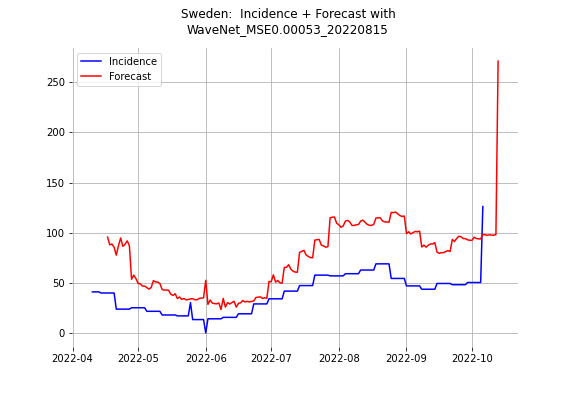 Sweden:  Incidence + Forecast with
WaveNet_MSE0.00053_20220815
Incidence
Forecast
250
200
150
100
50
0
2022-04 2022-05 2022-06 2022-07 2022-08 2022-09 2022-10